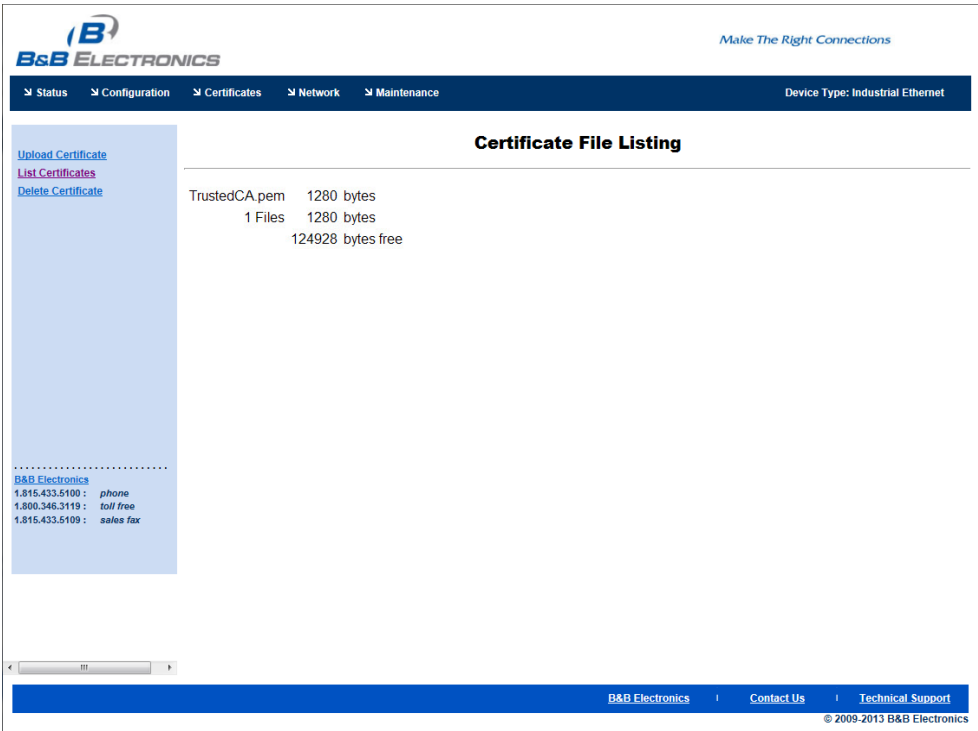 B
B&B ELECTRONICS
Make The Right Connections
Status Configuration Certificates Network Maintenance Device Type: Industrial Ethernet
Upload Certificate
List Certificates
Delete Certificate
Certificate File Listing
TrustedCA.pem 1280 bytes
1 Files 1280 bytes
124928 bytes free
B&B Electronics
1.815.433.5100 : phone
1.800.346.3119 : toll free
1.815.433.5109 : sales fax
B&B Electronics | Contact Us | Technical Support
© 2009-2013 B&B Electronics